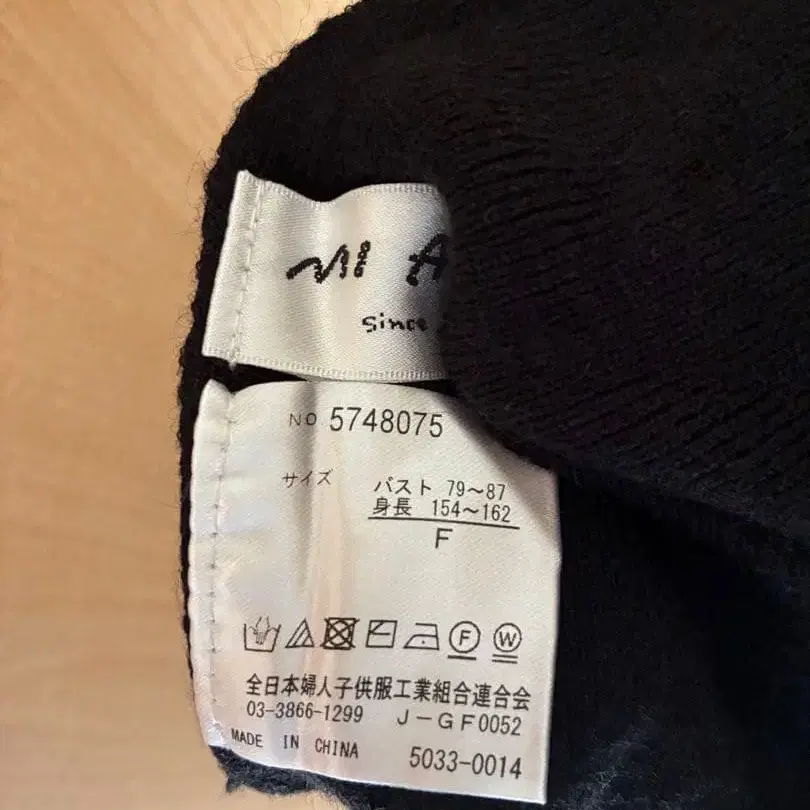 since
NO 5748075
サイズ
バスト 79～87
身長 154～162
F
F W
全日本婦人子供服工業組合連合会
03-3866-1299 J-GF0052
MADE IN CHINA 5033-0014